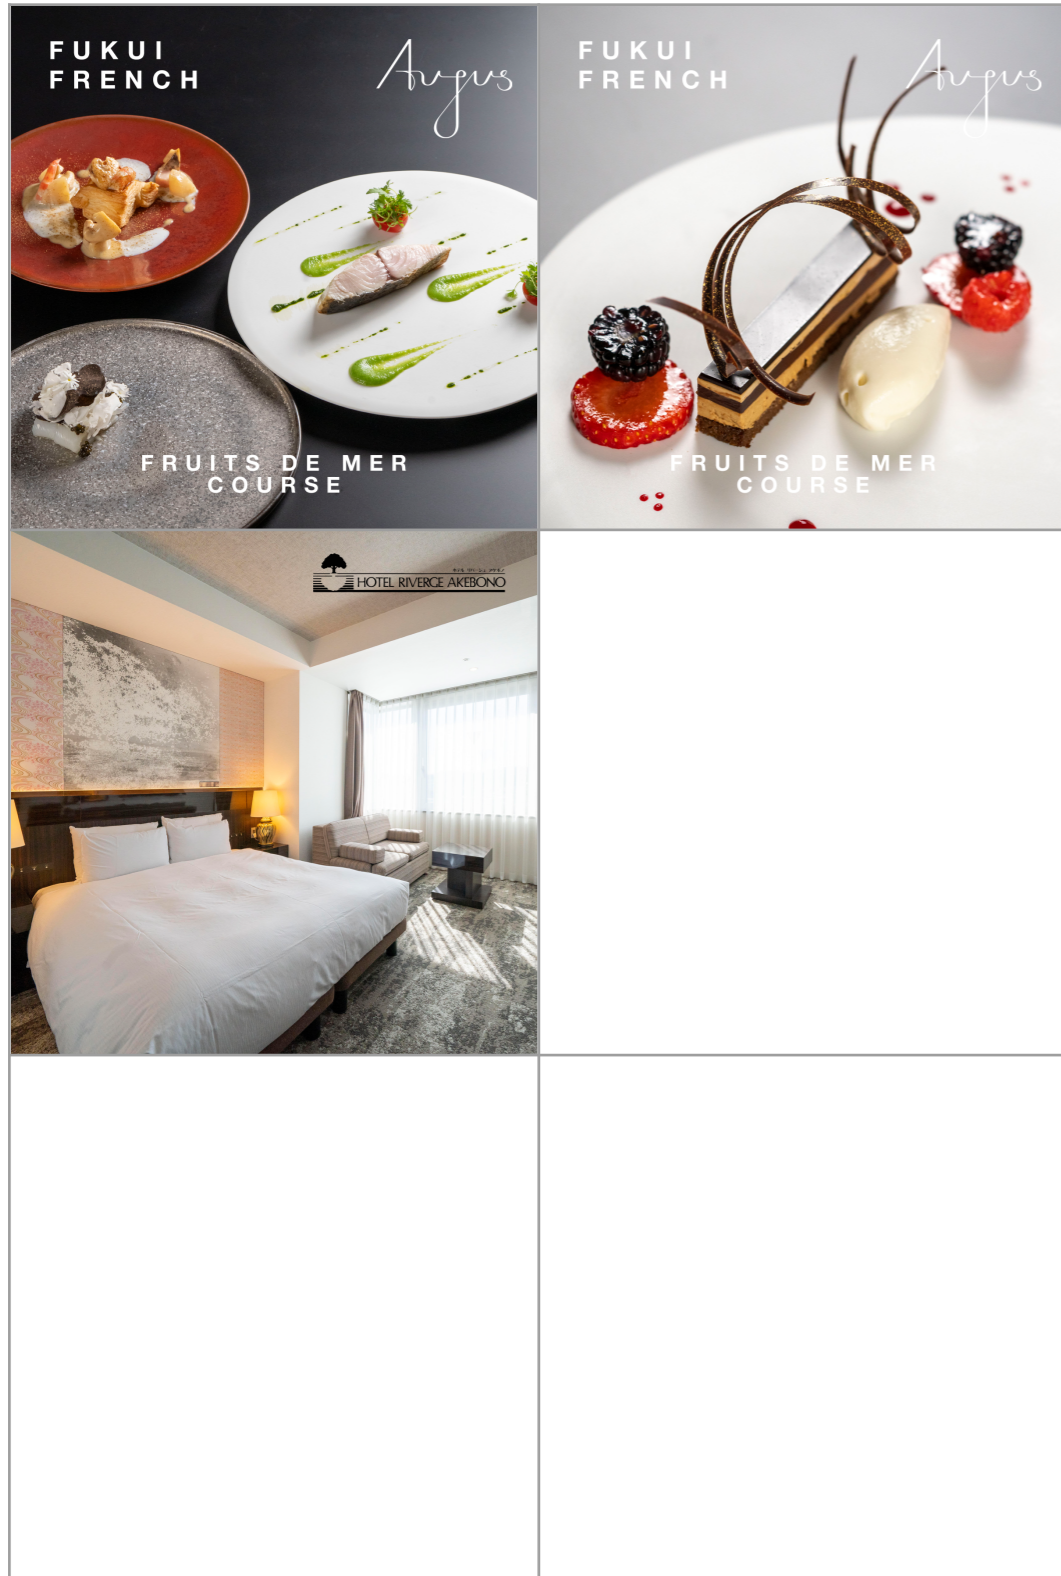 FUKUI
FRENCH
Augus
FRUITS DE MER
COURSE
FUKUI
FRENCH
Augus
FRUITS DE MER
COURSE
HOTEL RIVERGE AKEBONO